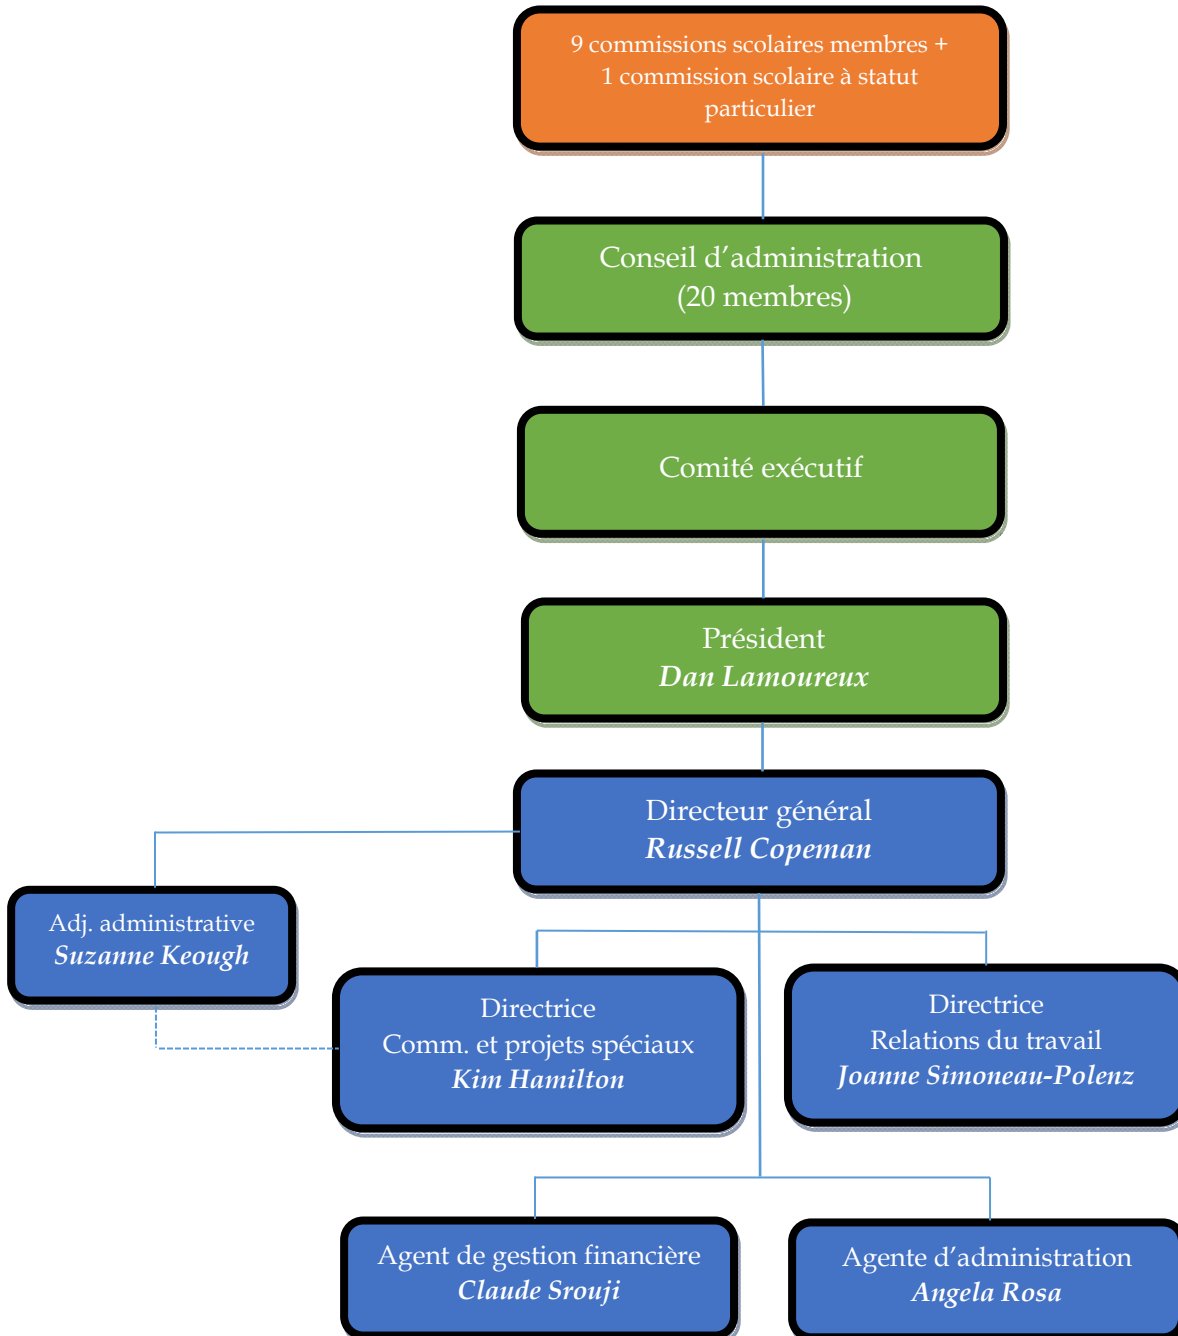 9 commissions scolaires membres +
1 commission scolaire à statut
particulier
Conseil d’administration
(20 membres)
Comité exécutif
Président
Dan Lamoureux
Directeur général
Russell Copeman
Adj. administrative
Suzanne Keough
Directrice
Comm. et projets spéciaux
Kim Hamilton
Directrice
Relations du travail
Joanne Simoneau-Polenz
Agent de gestion financière
Claude Srouji
Agente d’administration
Angela Rosa